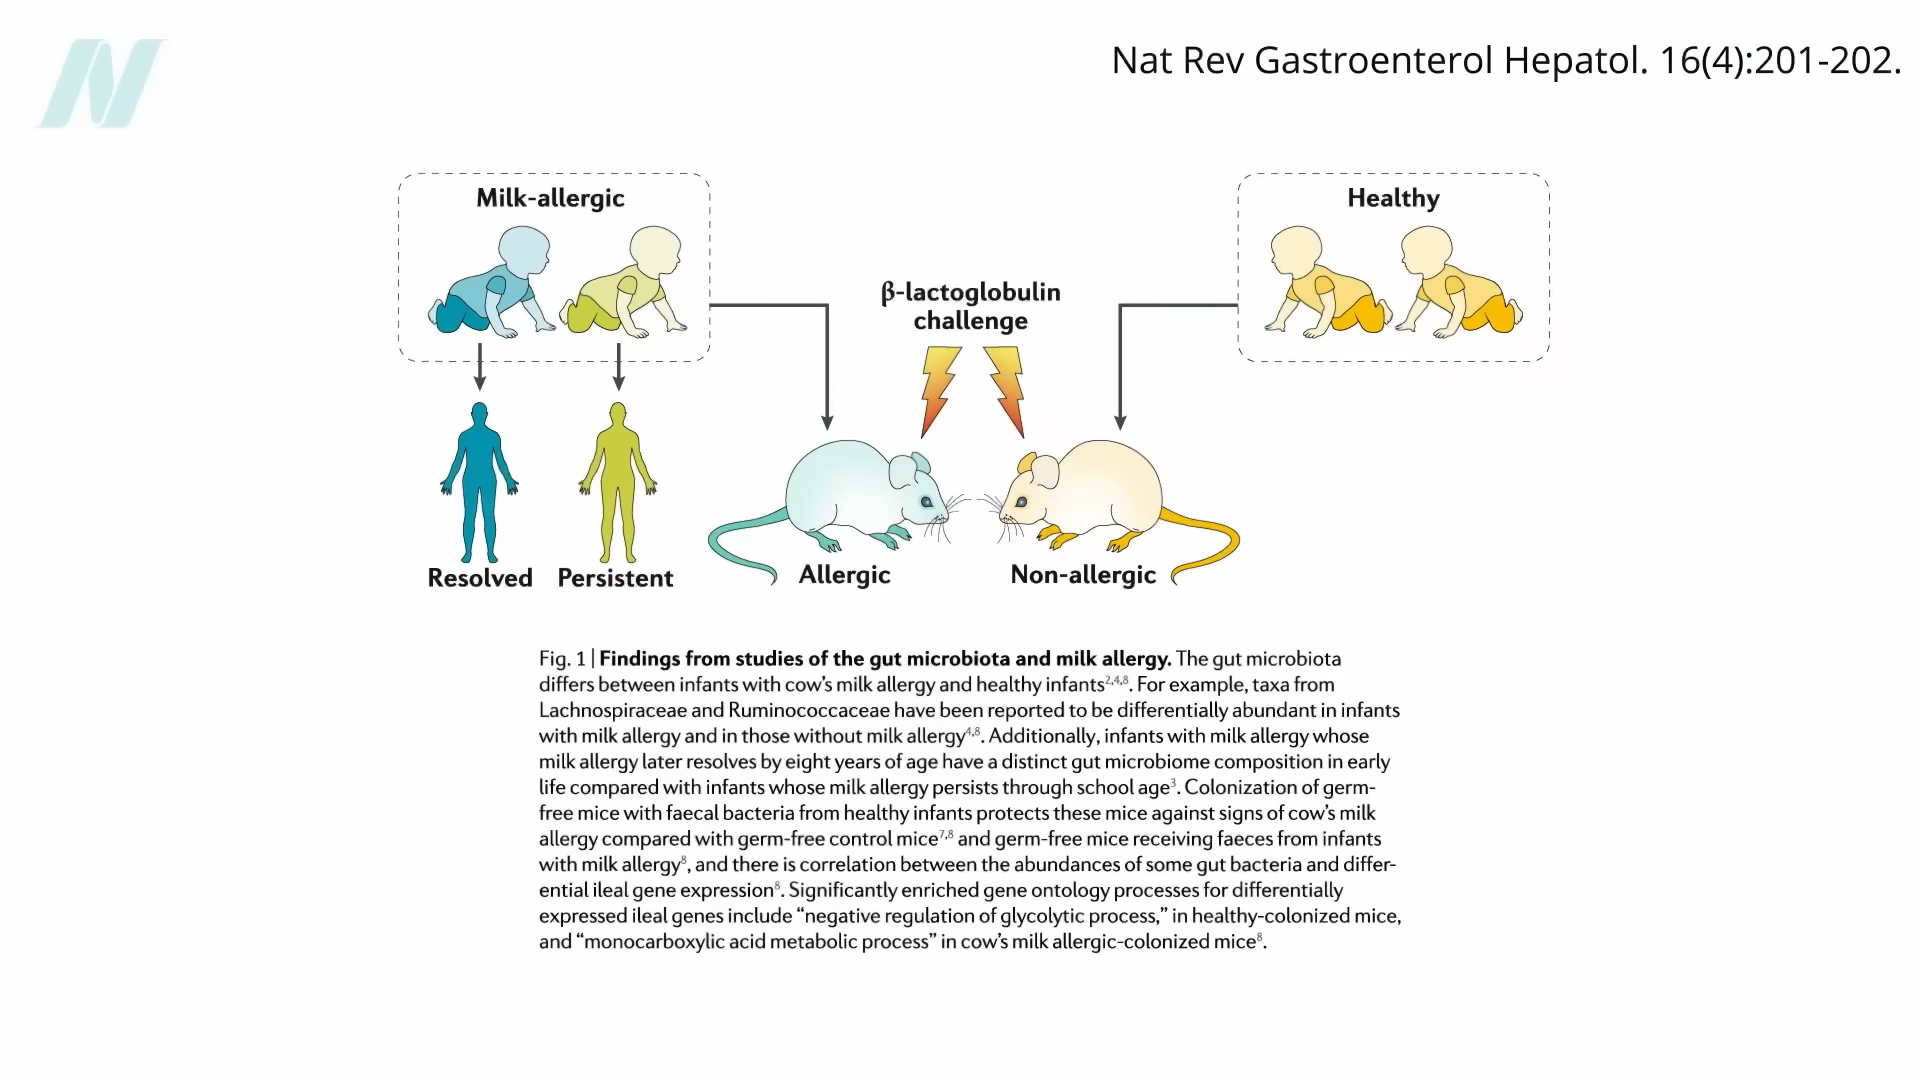 Nat Rev Gastroenterol Hepatol. 16(4):201-202.
Milk-allergic
Healthy
β-lactoglobulin
challenge
Resolved
Persistent
Allergic
Non-allergic
Fig. 1 | Findings from studies of the gut microbiota and milk allergy. The gut microbiota
differs between infants with cow’s milk allergy and healthy infants2,4,8. For example, taxa from
Lachnospiraceae and Ruminococcaceae have been reported to be differentially abundant in infants
with milk allergy and in those without milk allergy4,8. Additionally, infants with milk allergy whose
milk allergy later resolves by eight years of age have a distinct gut microbiome composition in early
life compared with infants whose milk allergy persists through school age3. Colonization of germ-
free mice with faecal bacteria from healthy infants protects these mice against signs of cow’s milk
allergy compared with germ-free control mice7,8 and germ-free mice receiving faeces from infants
with milk allergy8, and there is correlation between the abundances of some gut bacteria and differ-
ential ileal gene expression8. Significantly enriched gene ontology processes for differentially
expressed ileal genes include “negative regulation of glycolytic process,” in healthy-colonized mice,
and “monocarboxylic acid metabolic process” in cow’s milk allergic-colonized mice8.